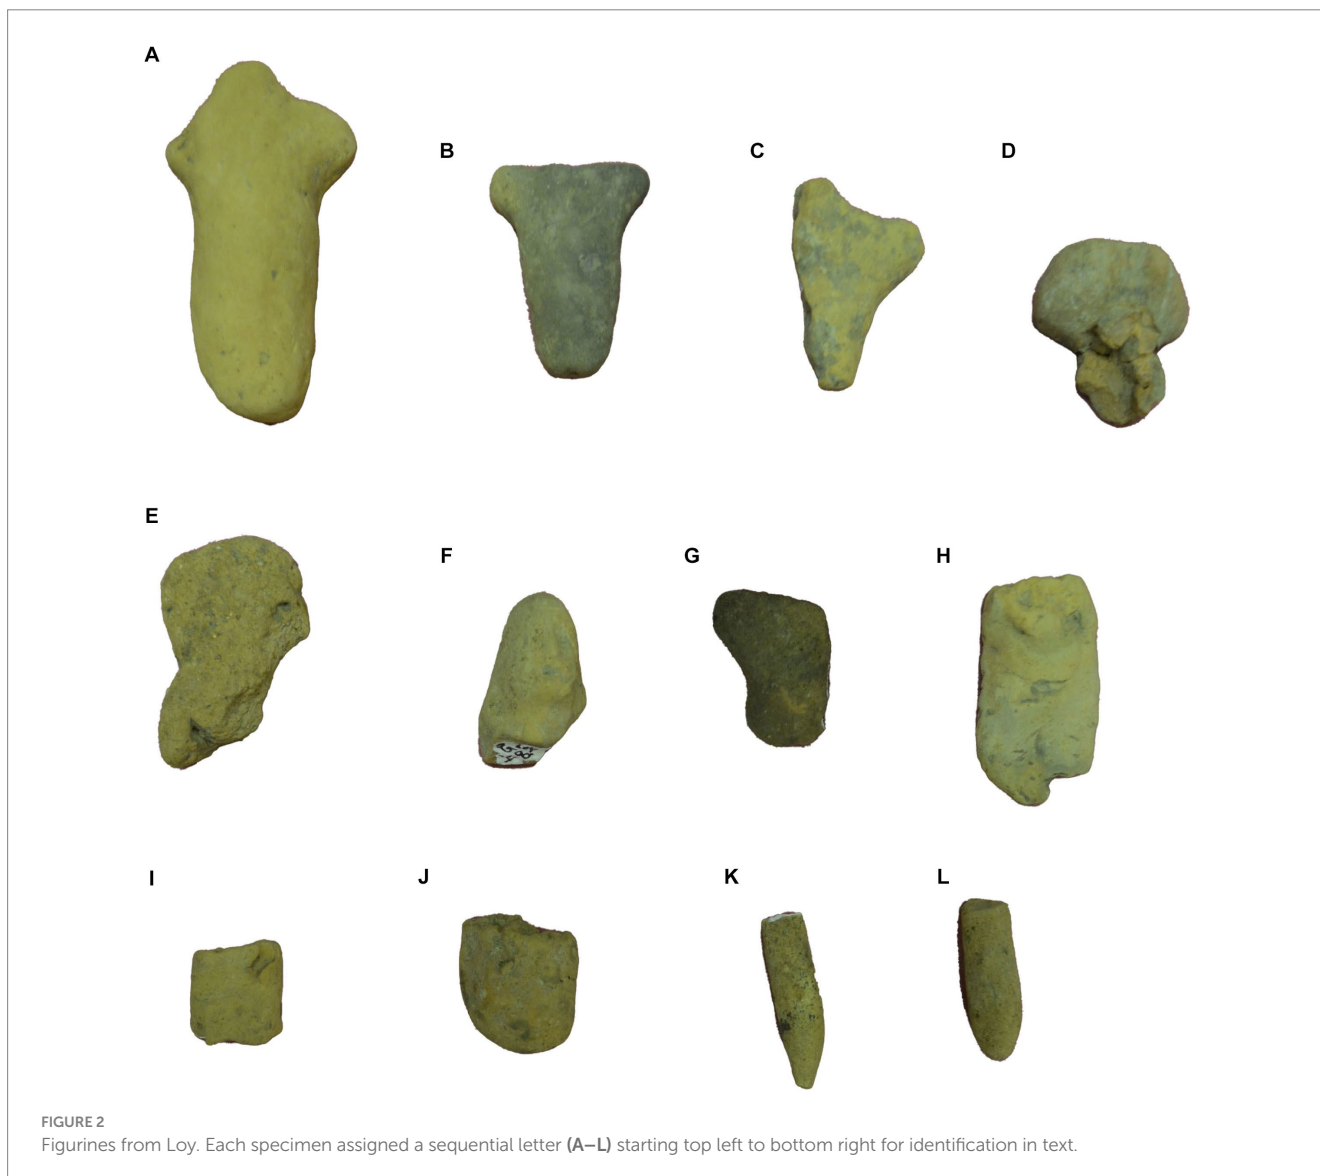 A
B
C
D
E
F
G
H
I
J
K
L
FIGURE 2
Figurines from Loy. Each specimen assigned a sequential letter (A–L) starting top left to bottom right for identification in text.